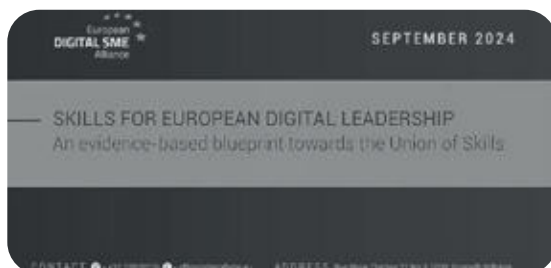 European
DIGITAL SME
Alliance
SEPTEMBER 2024
SKILLS FOR EUROPEAN DIGITAL LEADERSHIP
An evidence-based blueprint towards the Union of Skills
CONTACT
ADDRESS